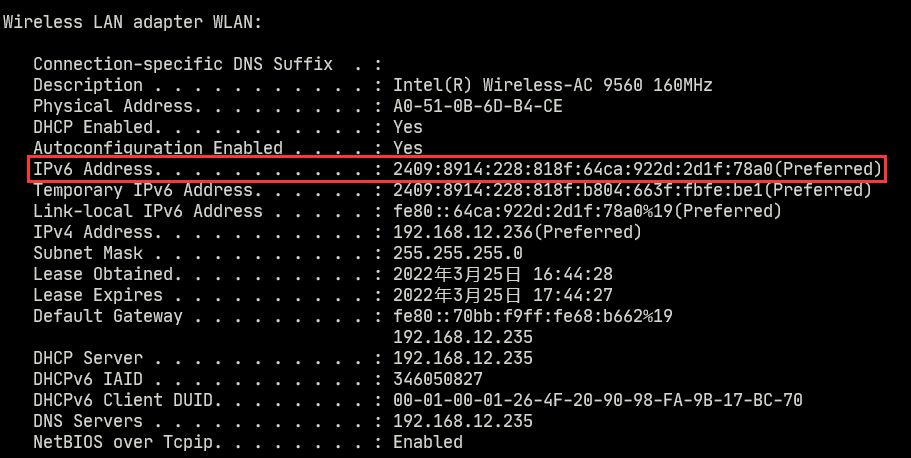 Wireless LAN adapter WLAN:
Connection-specific DNS Suffix  . :
Description . . . . . . . . . . . : Intel(R) Wireless-AC 9560 160MHz
Physical Address. . . . . . . . . : A0-51-0B-6D-B4-CE
DHCP Enabled. . . . . . . . . . . : Yes
Autoconfiguration Enabled . . . . : Yes
IPv6 Address. . . . . . . . . . . : 2409:8914:228:818f:64ca:922d:2d1f:78a0(Preferred)
Temporary IPv6 Address. . . . . . : 2409:8914:228:818f:b804:663f:fbfe:be1(Preferred)
Link-local IPv6 Address . . . . . : fe80::64ca:922d:2d1f:78a0%19(Preferred)
IPv4 Address. . . . . . . . . . . : 192.168.12.236(Preferred)
Subnet Mask . . . . . . . . . . . : 255.255.255.0
Lease Obtained. . . . . . . . . . : 2022年3月25日 16:44:28
Lease Expires . . . . . . . . . . : 2022年3月25日 17:44:27
Default Gateway . . . . . . . . . : fe80::70bb:f9ff:fe68:b662%19
192.168.12.235
DHCP Server . . . . . . . . . . . : 192.168.12.235
DHCPv6 IAID . . . . . . . . . . . : 346050827
DHCPv6 Client DUID. . . . . . . . : 00-01-00-01-26-4F-20-90-98-FA-9B-17-BC-70
DNS Servers . . . . . . . . . . . : 192.168.12.235
NetBIOS over Tcpip. . . . . . . . : Enabled